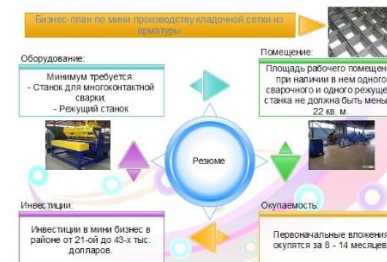 Бизнес-план по мини производству кладочной сетки из
арматуры
Оборудование:
Минимум требуется:
- Станок для многоконтактной
сварки;
- Режущий станок
Помещение:
Площадь рабочего помещен
при наличии в нем одного
сварочного и одного режуще
станка не должна быть мень
22 кв. м.
Резюме
Инвестиции:
Инвестиции в мини бизнес в
районе от 21-ой до 43-х тыс.
долларов.
Окупаемость:
Первоначальные вложения
окупятся за 8 - 14 месяцев